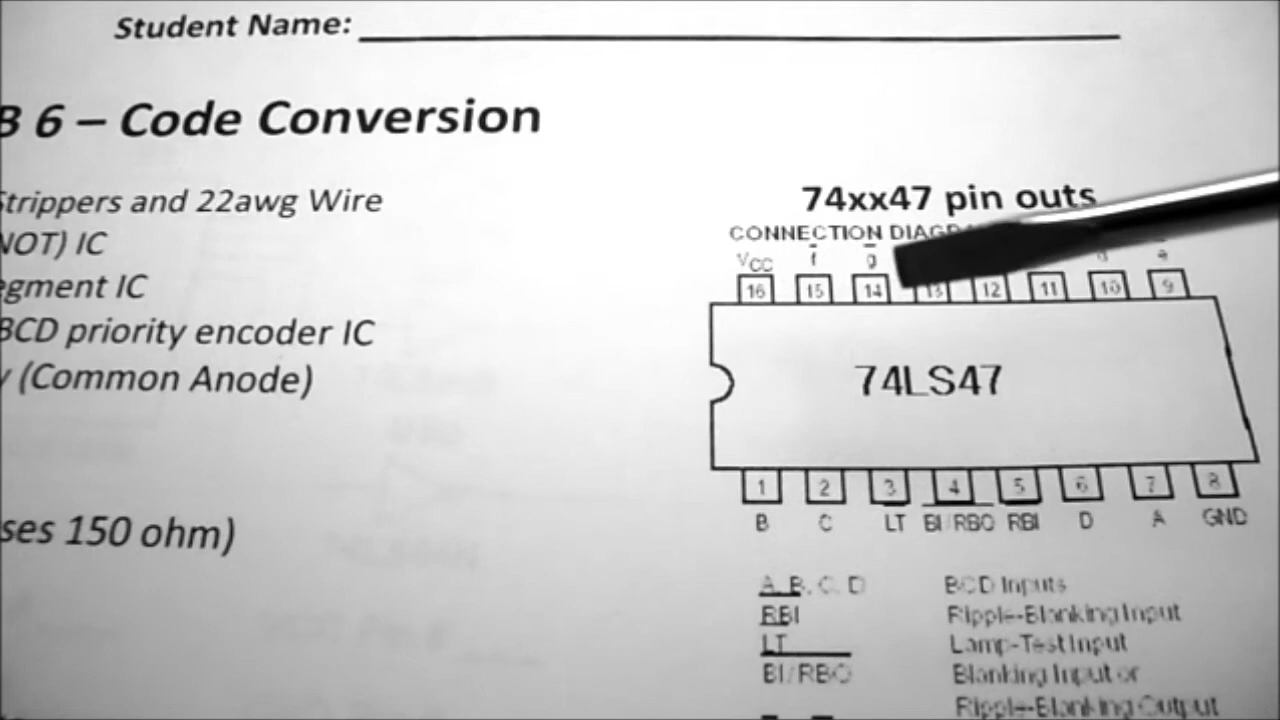 Student Name:
B 6 – Code Conversion
Strippers and 22awg Wire
NOT) IC
egment IC
BCD priority encoder IC
y (Common Anode)
ses 150 ohm)
74xx47 pin outs
CONNECTION DIAGRA
VCC f g d e
16 15 14 13 12 11 10 9
74LS47
1 2 3 4 5 6 7 8
B C LT BI/RBO RBI D A GND
A, B, C, D BCD Inputs
RBI Ripple-Blanking Input
LT Lamp-Test Input
BI/RBO Blanking Input or
Ripple-Blanking Output